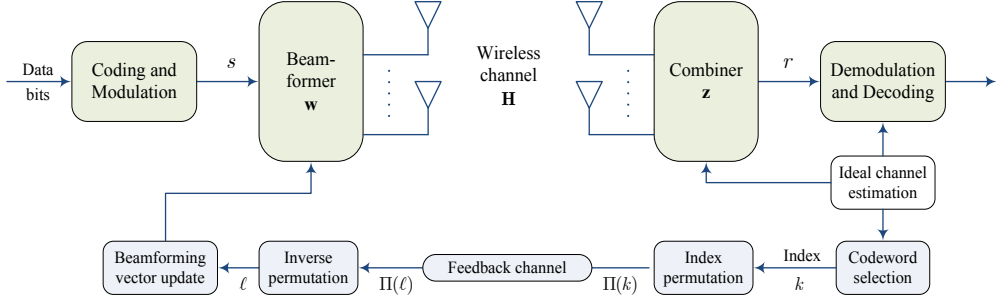 Data
bits
Coding and
Modulation
s
Beam-
former
w
Wireless
channel
H
Combiner
z
r
Demodulation
and Decoding
Ideal channel
estimation
Beamforming
vector update
ℓ
Inverse
permutation
Π(ℓ)
Feedback channel
Π(k)
Index
permutation
Index
k
Codeword
selection